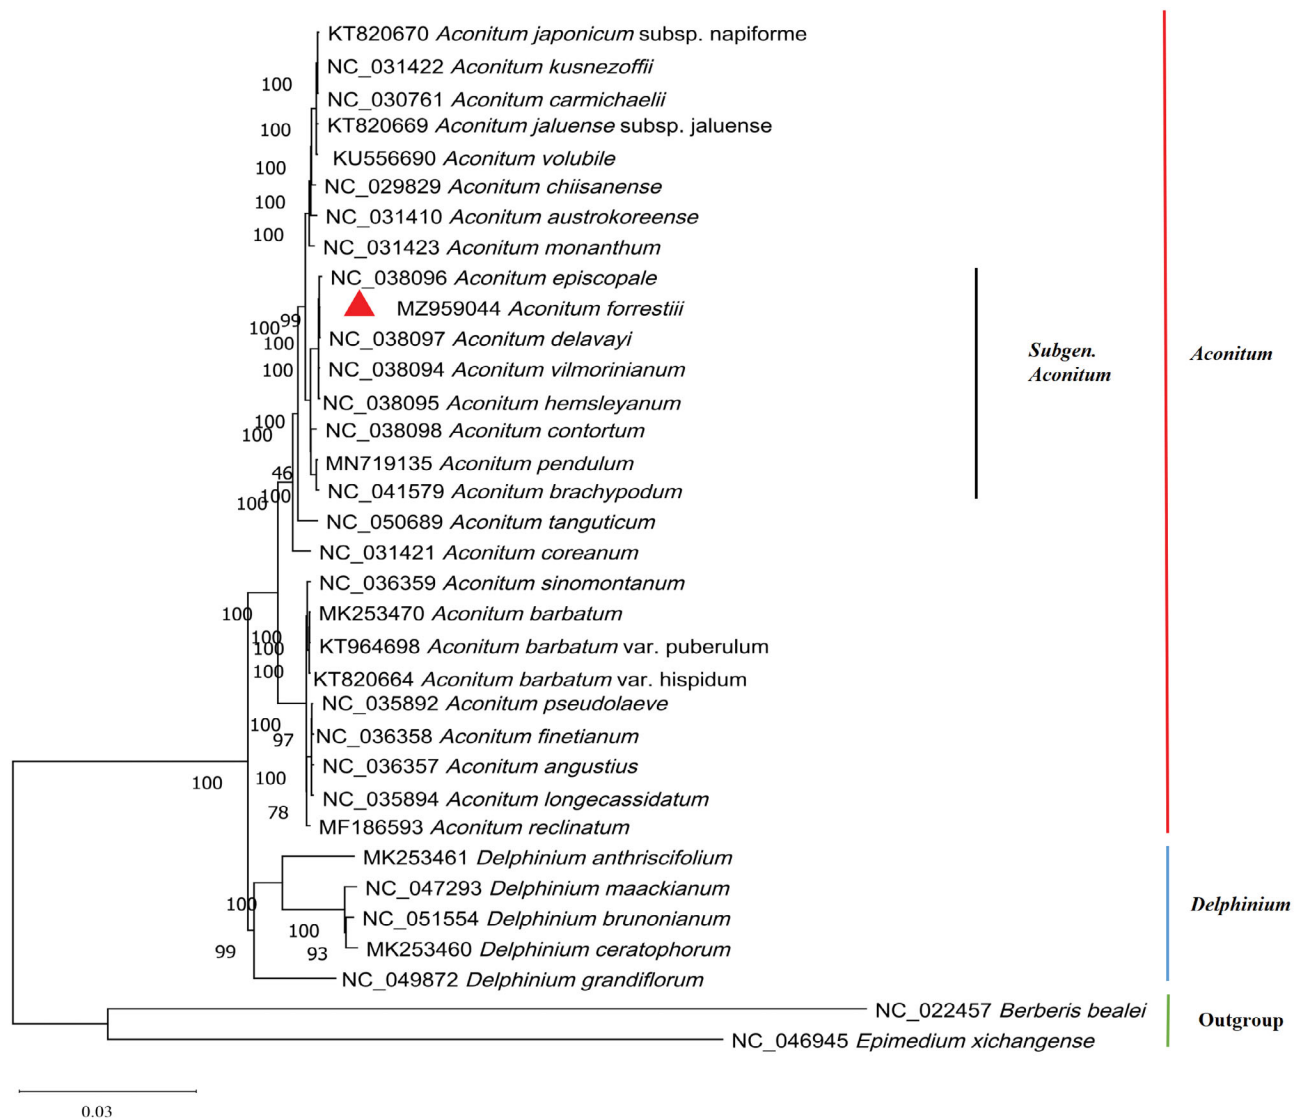 KT820670 Aconitum japonicum subsp. napiforme
NC_031422 Aconitum kusnezoffii
100
NC_030761 Aconitum carmichaelii
100
KT820669 Aconitum jaluense subsp. jaluense
KU556690 Aconitum volubile
100
NC_029829 Aconitum chiisanense
100
NC_031410 Aconitum austrokoreense
100
NC_031423 Aconitum monanthum
NC_038096 Aconitum episcopale
MZ959044 Aconitum forrestiii
99
100
NC_038097 Aconitum delavayi
100
Subgen.
Aconitum
Aconitum
100
NC_038094 Aconitum vilmorinianum
NC_038095 Aconitum hemsleyanum
100
100
NC_038098 Aconitum contortum
MN719135 Aconitum pendulum
46
NC_041579 Aconitum brachypodum
100
100
NC_050689 Aconitum tanguticum
NC_031421 Aconitum coreanum
NC_036359 Aconitum sinomontanum
100
MK253470 Aconitum barbatum
100
100
KT964698 Aconitum barbatum var. puberulum
100
KT820664 Aconitum barbatum var. hispidum
NC_035892 Aconitum pseudolaeve
100
97
NC_036358 Aconitum finetianum
NC_036357 Aconitum angustius
100
100
NC_035894 Aconitum longecassidatum
78
MF186593 Aconitum reclinatum
MK253461 Delphinium anthriscifolium
NC_047293 Delphinium maackianum
100
Delphinium
NC_051554 Delphinium brunonianum
100
99
93
MK253460 Delphinium ceratophorum
NC_049872 Delphinium grandiflorum
NC_022457 Berberis bealei
Outgroup
NC_046945 Epimedium xichangense
0.03